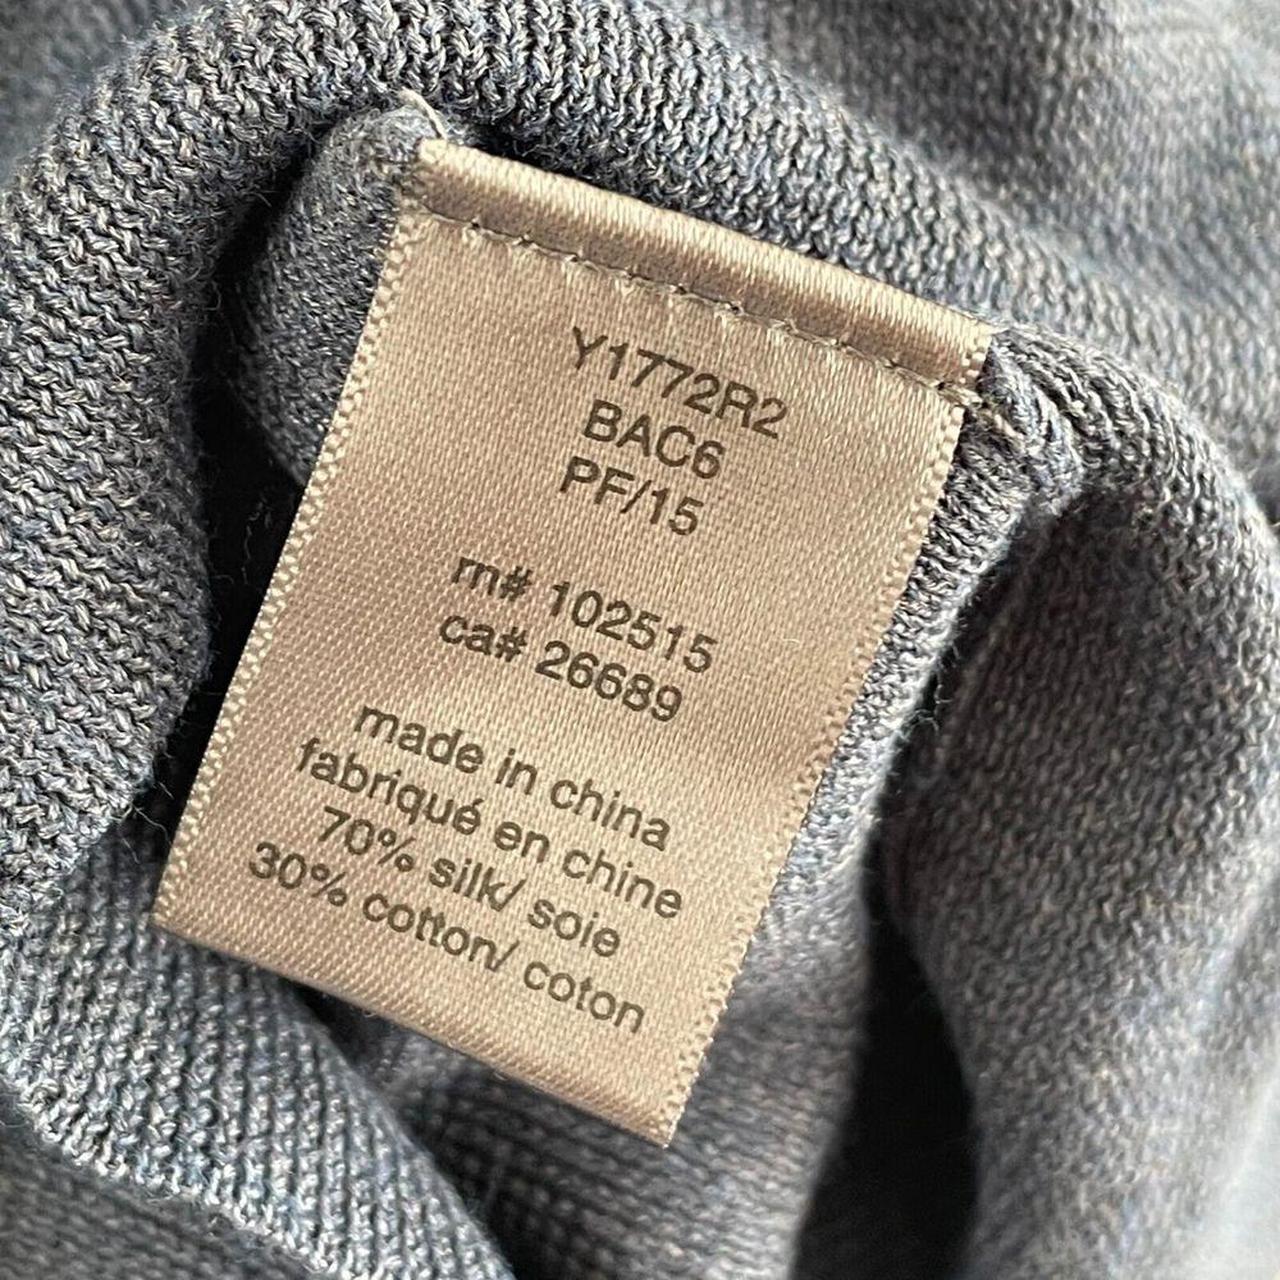 Y1772R2
BAC6
PF/15
rn# 102515
ca# 26689
made in china
fabriqué en chine
70% silk/ soie
30% cotton/ coton